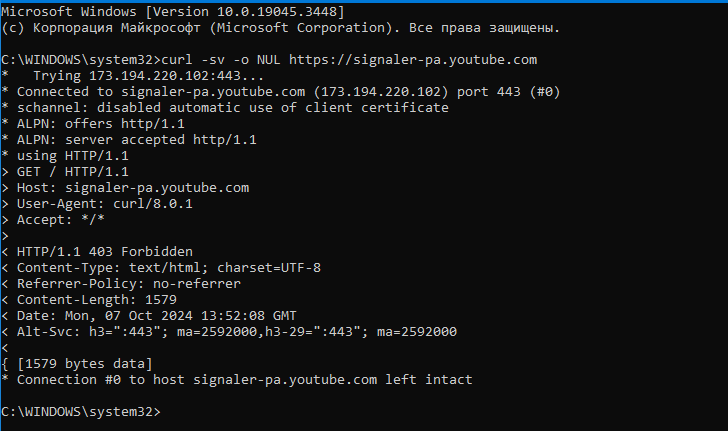 Microsoft Windows [Version 10.0.19045.3448]
(c) Корпорация Майкрософт (Microsoft Corporation). Все права защищены.
C:\WINDOWS\system32>curl -sv -o NUL https://signaler-pa.youtube.com
*   Trying 173.194.220.102:443...
* Connected to signaler-pa.youtube.com (173.194.220.102) port 443 (#0)
* schannel: disabled automatic use of client certificate
* ALPN: offers http/1.1
* ALPN: server accepted http/1.1
* using HTTP/1.1
> GET / HTTP/1.1
> Host: signaler-pa.youtube.com
> User-Agent: curl/8.0.1
> Accept: */*
>
< HTTP/1.1 403 Forbidden
< Content-Type: text/html; charset=UTF-8
< Referrer-Policy: no-referrer
< Content-Length: 1579
< Date: Mon, 07 Oct 2024 13:52:08 GMT
< Alt-Svc: h3=":443"; ma=2592000,h3-29=":443"; ma=2592000
<
{ [1579 bytes data]
* Connection #0 to host signaler-pa.youtube.com left intact
C:\WINDOWS\system32>